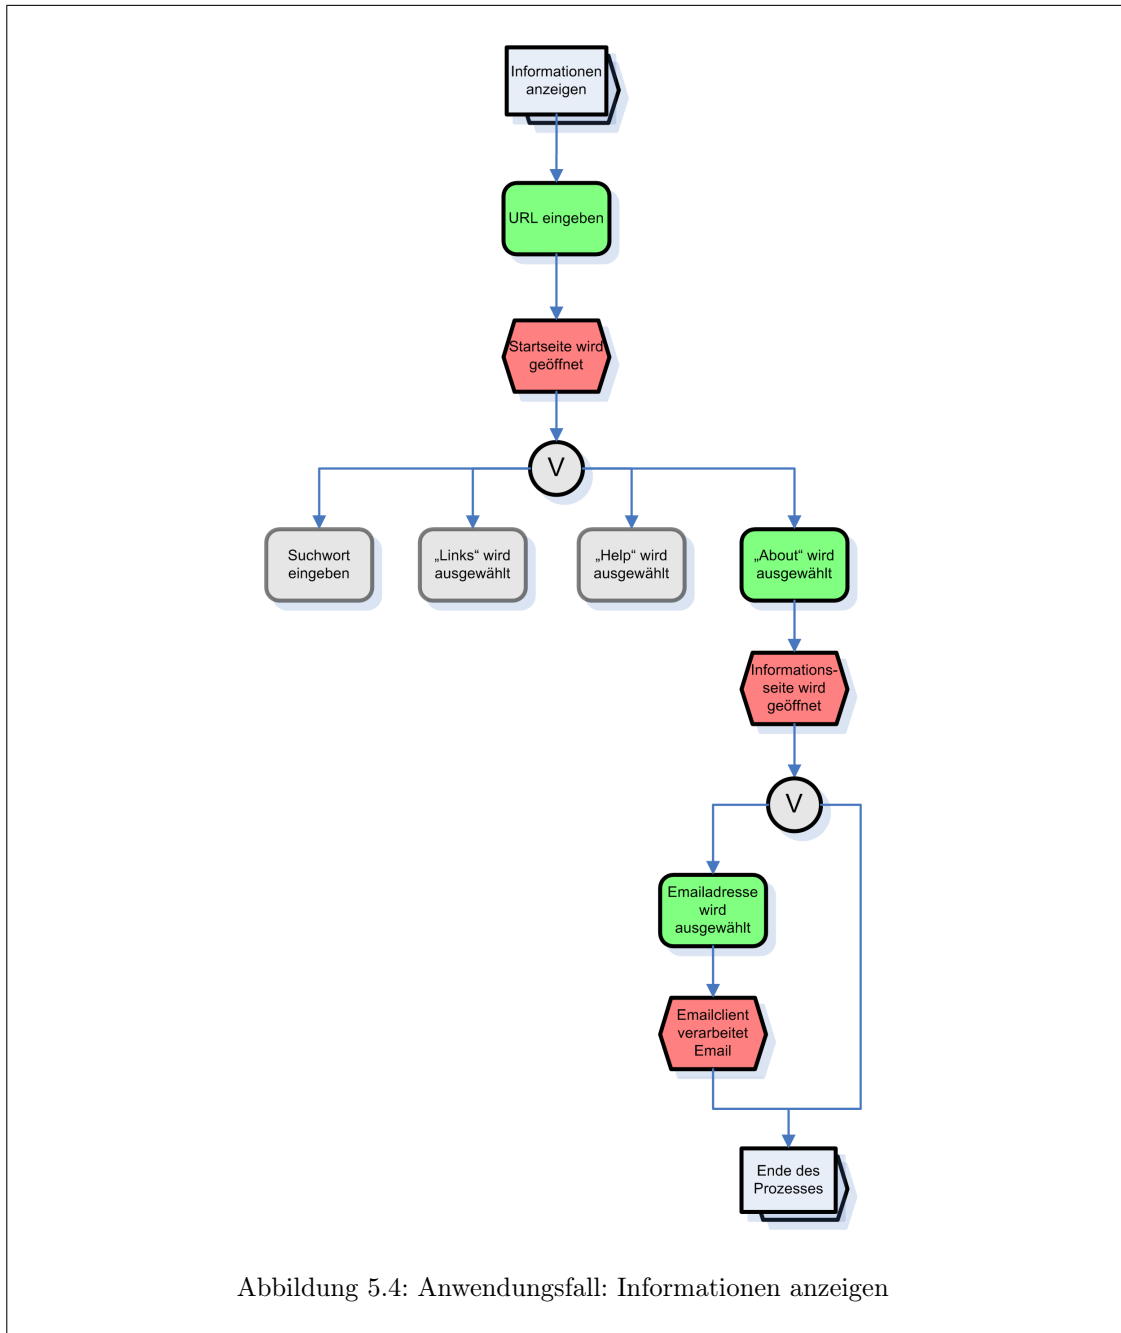 Informationen
anzeigen
URL eingeben
Startseite wird
geöffnet
V
Suchwort
eingeben
„Links“ wird
ausgewählt
„Help“ wird
ausgewählt
„About“ wird
ausgewählt
Informations-
seite wird
geöffnet
V
Emailadresse
wird
ausgewählt
Emailclient
verarbeitet
Email
Ende des
Prozesses
Abbildung 5.4: Anwendungsfall: Informationen anzeigen